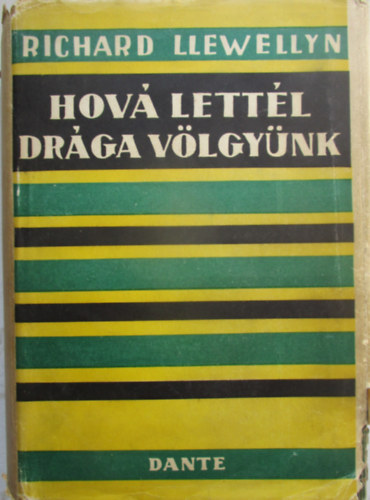 RICHARD LLEWELLYN
HOVÁ LETTÉL
DRÁGA VÖLGYÜNK
DANTE